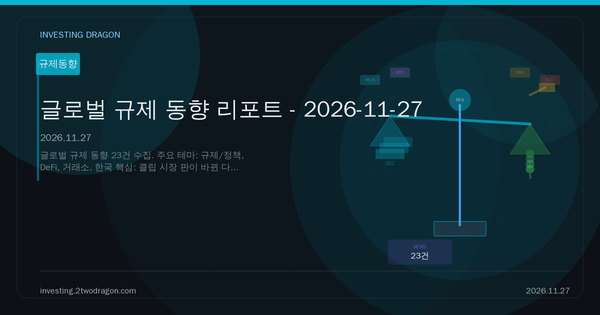 INVESTING DRAGON
규제동향
글로벌 규제 동향 리포트 - 2026-11-27
2026.11.27
글로벌 규제 동향 23건 수집. 주요 테마: 규제/정책,
DeFi, 거래소. 한국 핵심: 클립 시장 판이 바뀐 다...
NEWS
23건
investing.2twodragon.com
2026.11.27